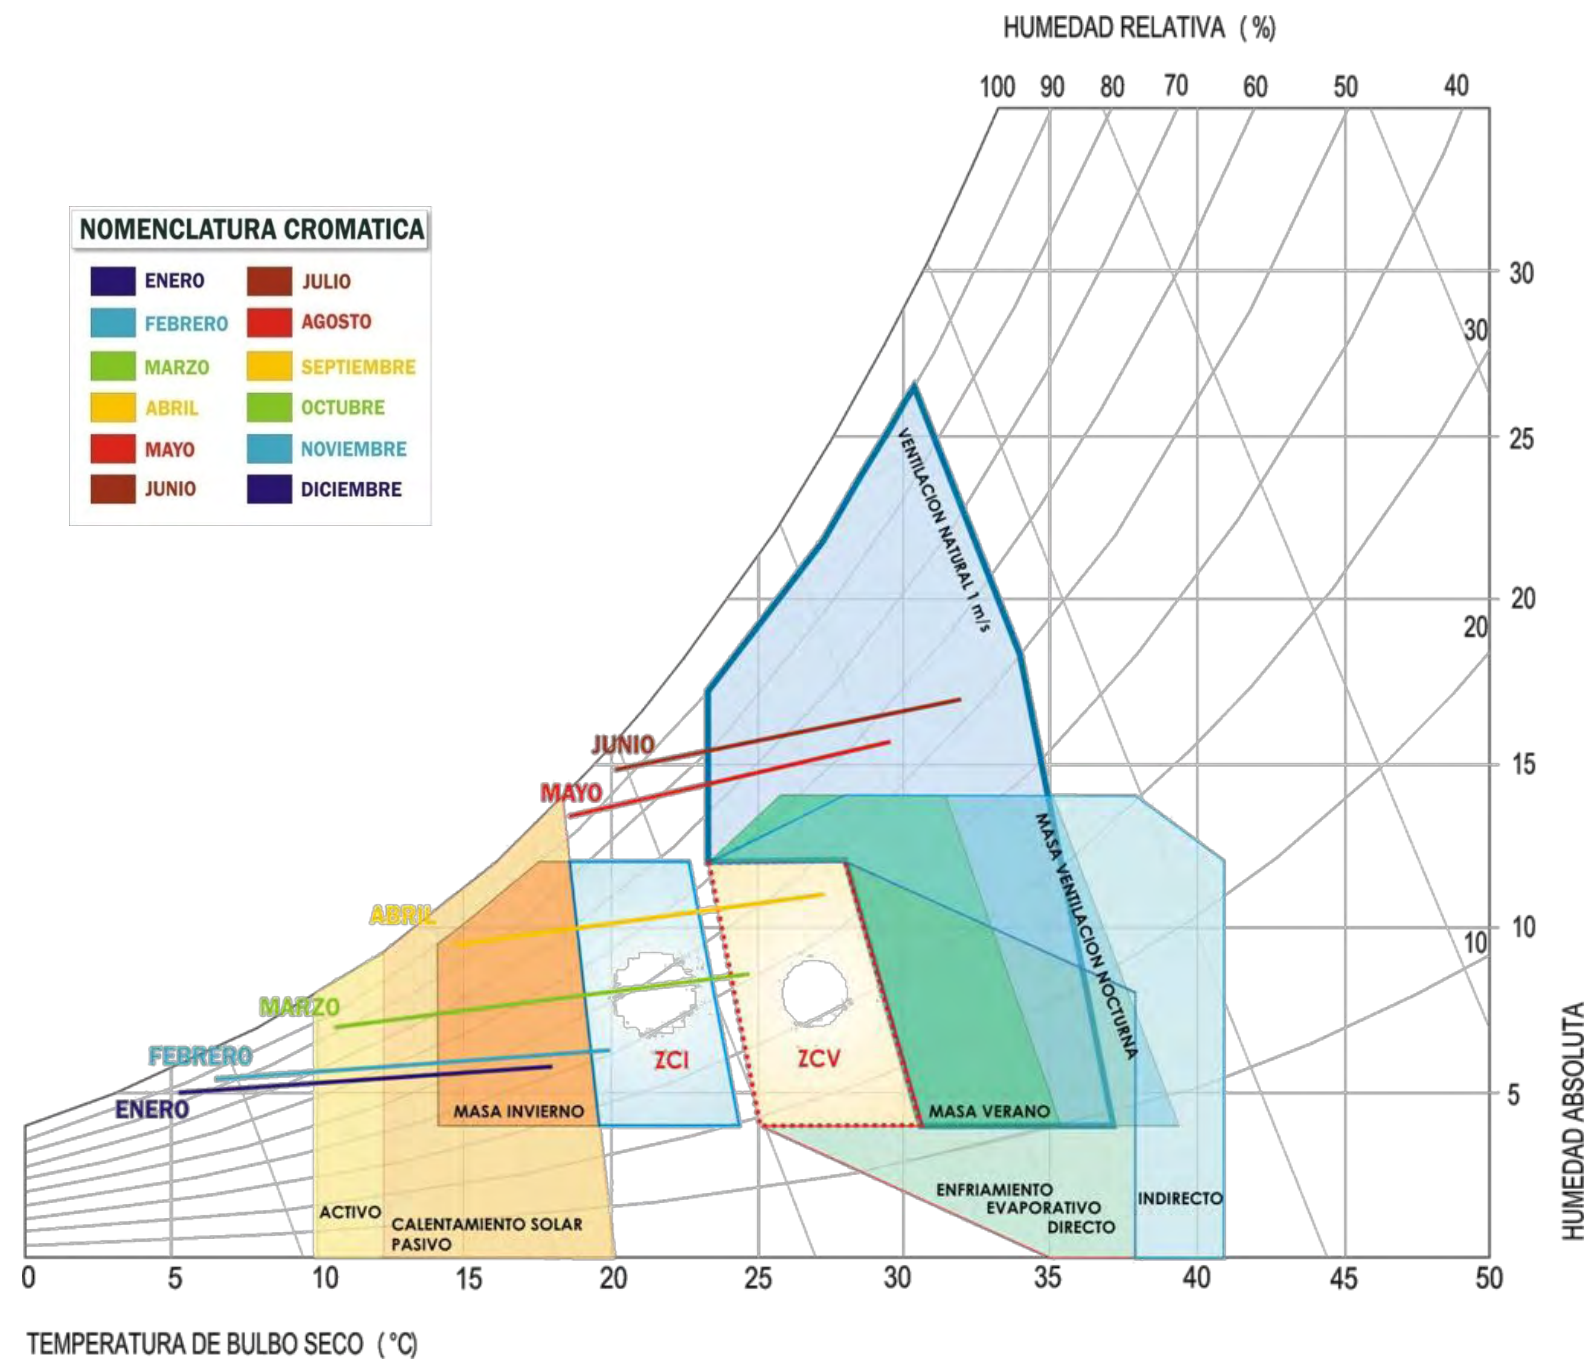 HUMEDAD RELATIVA ( %)
100 90 80 70 60 50 40
NOMENCLATURA CROMATICA
ENERO
FEBRERO
MARZO
ABRIL
MAYO
JUNIO
JULIO
AGOSTO
SEPTIEMBRE
OCTUBRE
NOVIEMBRE
DICIEMBRE
30
30
25
20
20
15
10
10
5
HUMEDAD ABSOLUTA
VENTILACION NATURAL 1 m/s
MASA VENTILACION NOCTURNA
JUNIO
MAYO
ABRIL
MARZO
FEBRERO
ENERO
ZCI
ZCV
MASA INVIERNO
MASA VERANO
ENFRIAMIENTO
EVAPORATIVO
DIRECTO
INDIRECTO
ACTIVO
CALENTAMIENTO SOLAR
PASIVO
0 5 10 15 20 25 30 35 40 45 50
TEMPERATURA DE BULBO SECO ( °C)